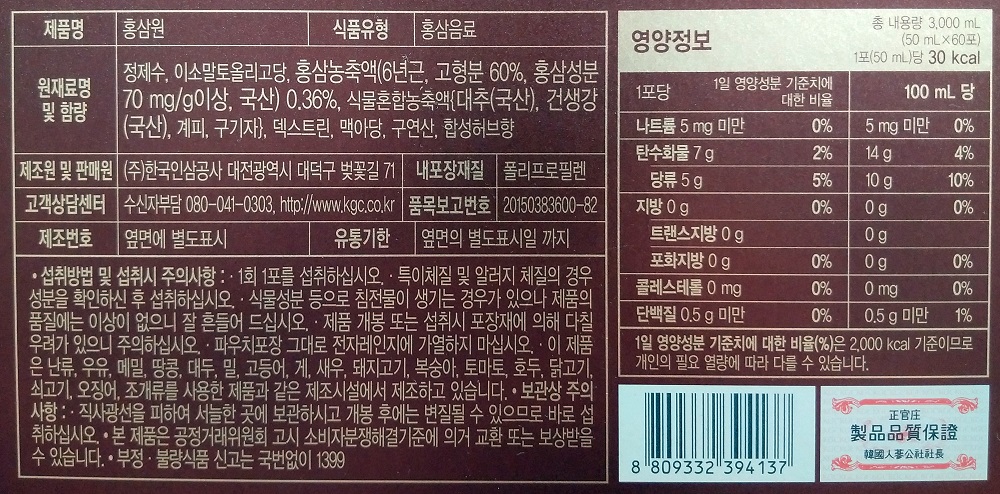 제품명 홍삼원 식품유형 홍삼음료
원재료명 및 함량
정제수, 이소말토올리고당, 홍삼농축액(6년근, 고형분 60%, 홍삼성분
70 mg/g이상, 국산) 0.36%, 식물혼합농축액{대추(국산), 건생강
(국산), 계피, 구기자}, 덱스트린, 맥아당, 구연산, 합성허브향
제조원 및 판매원 (주)한국인삼공사 대전광역시 대덕구 벚꽃길 71 내포장재질 폴리프로필렌
고객상담센터 수신자부담 080-041-0303, http://www.kgc.co.kr 품목보고번호 20150383600-82
제조번호 옆면에 별도표시 유통기한 옆면의 별도표시일 까지
• 섭취방법 및 섭취시 주의사항 : · 1회 1포를 섭취하십시오. · 특이체질 및 알러지 체질의 경우
성분을 확인하신 후 섭취하십시오. · 식물성분 등으로 침전물이 생기는 경우가 있으나 제품의
품질에는 이상이 없으니 잘 흔들어 드십시오. · 제품 개봉 또는 섭취시 포장재에 의해 다칠
우려가 있으니 주의하십시오. · 파우치포장 그대로 전자레인지에 가열하지 마십시오. · 이 제품
은 난류, 우유, 메밀, 땅콩, 대두, 밀, 고등어, 게, 새우, 돼지고기, 복숭아, 토마토, 호두, 닭고기,
쇠고기, 오징어, 조개류를 사용한 제품과 같은 제조시설에서 제조하고 있습니다. • 보관상 주의
사항 : · 직사광선을 피하여 서늘한 곳에 보관하시고 개봉 후에는 변질될 수 있으므로 바로 섭
취하십시오. • 본 제품은 공정거래위원회 고시 소비자분쟁해결기준에 의거 교환 또는 보상받을
수 있습니다. • 부정 · 불량식품 신고는 국번없이 1399
영양정보
총 내용량 3,000 mL
(50 mL×60포)
1포(50 mL)당 30 kcal
1포당 1일 영양성분 기준치에 대한 비율 100 mL 당
나트륨 5 mg 미만 0% 5 mg 미만 0%
탄수화물 7 g 2% 14 g 4%
당류 5 g 5% 10 g 10%
지방 0 g 0% 0 g 0%
트랜스지방 0 g 0 g
포화지방 0 g 0% 0 g 0%
콜레스테롤 0 mg 0% 0 mg 0%
단백질 0.5 g 미만 0% 0.5 g 미만 1%
1일 영양성분 기준치에 대한 비율(%)은 2,000 kcal 기준이므로
개인의 필요 열량에 따라 다를 수 있습니다.
8 809332 394137
正官庄
製品品質保證
韓國人蔘公社社長